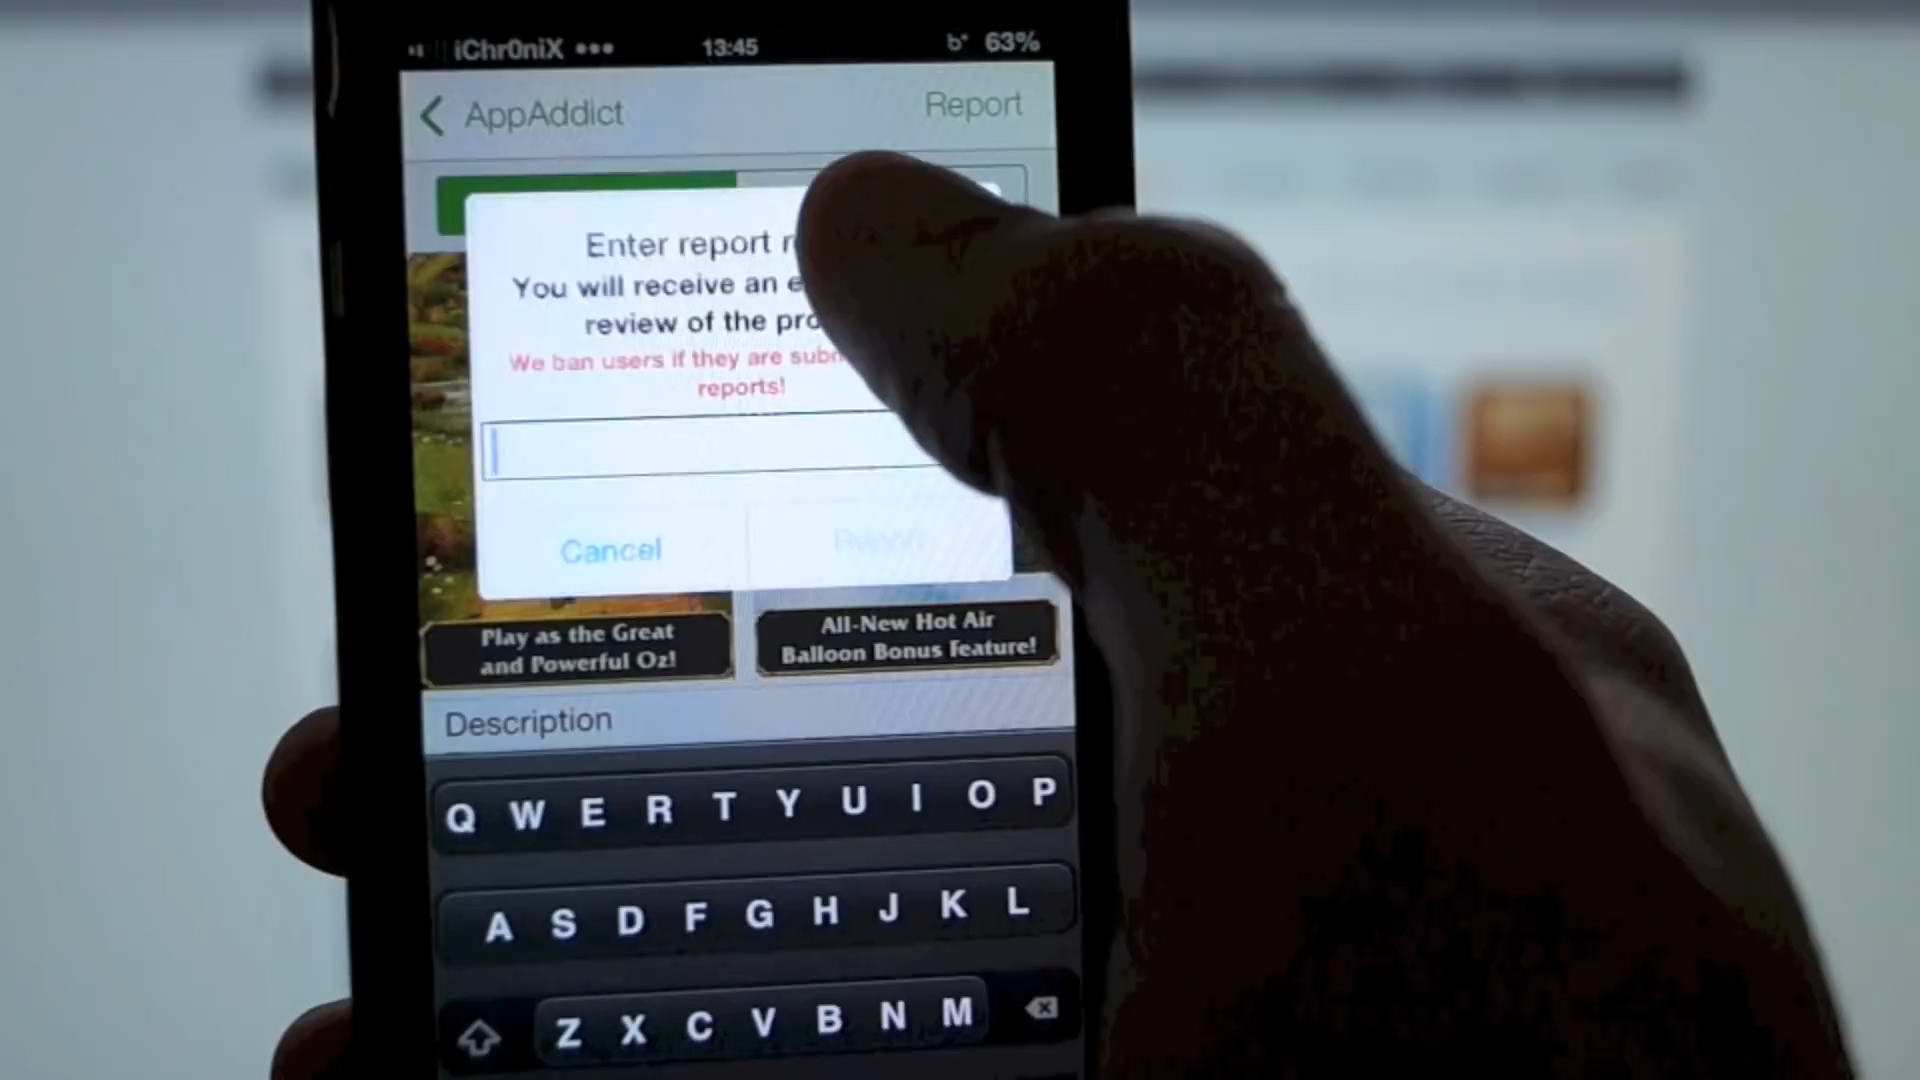 iChr0niX 13:45 63%
AppAddict Report
Enter report
You will receive an
review of the
We ban users if they are
reports!
Cancel Report
Play as the Great
and Powerful Oz!
All-New Hot Air
Balloon Bonus Feature!
Description
Q W E R T Y U I O P
A S D F G H J K L
Z X C V B N M